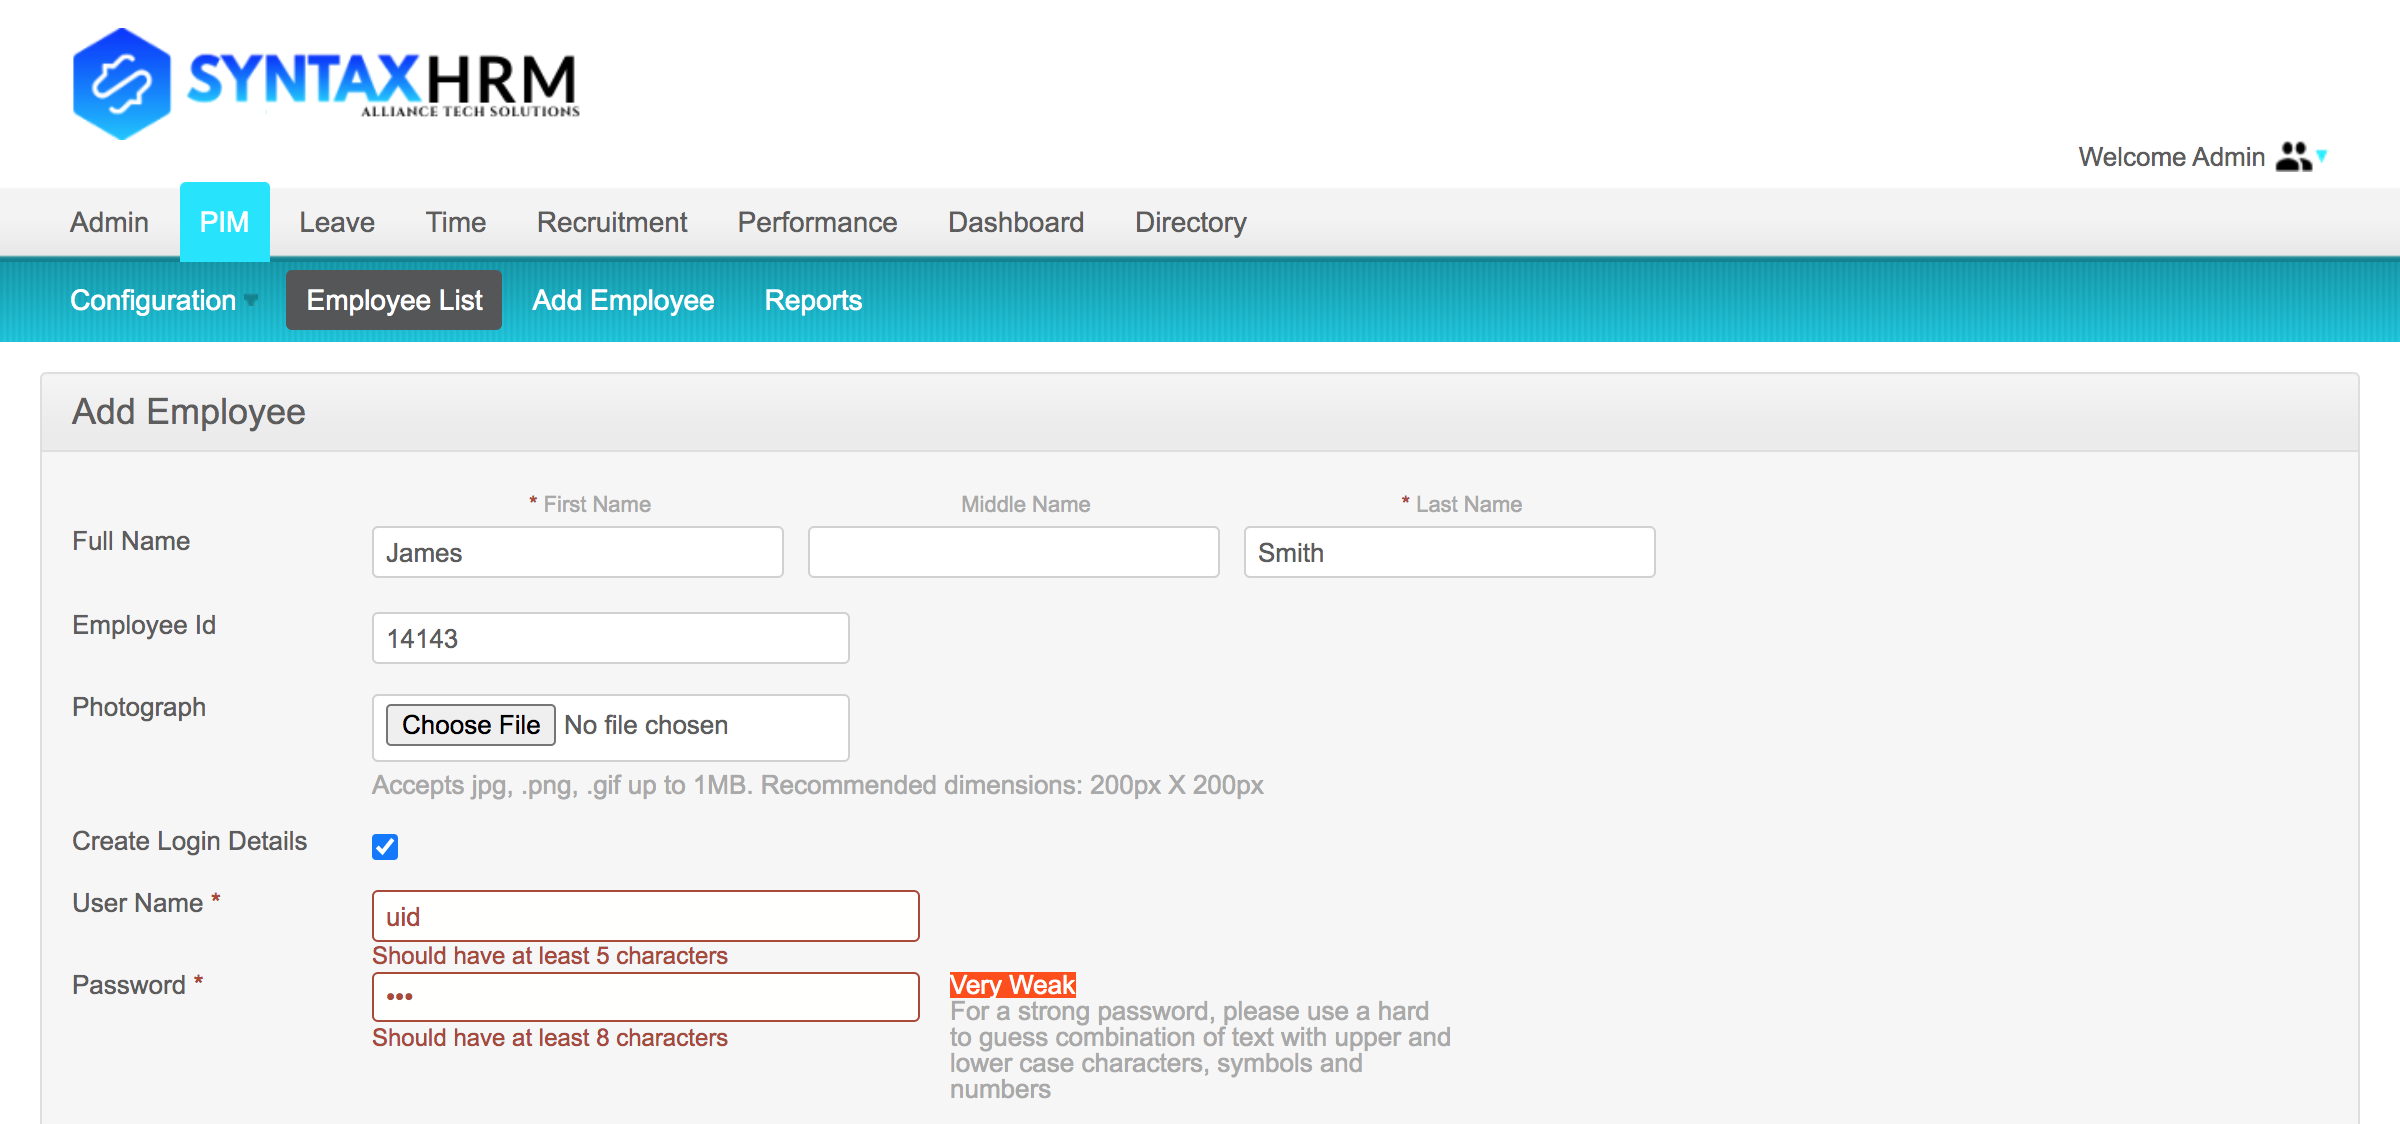 SYNTAXHRM
ALLIANCE TECH SOLUTIONS
Welcome Admin
Admin PIM Leave Time Recruitment Performance Dashboard Directory
Configuration Employee List Add Employee Reports
Add Employee
* First Name Middle Name * Last Name
Full Name James Smith
Employee Id 14143
Photograph Choose File No file chosen
Accepts jpg, .png, .gif up to 1MB. Recommended dimensions: 200px X 200px
Create Login Details
User Name * uid
Should have at least 5 characters
Password * •••
Should have at least 8 characters
Very Weak
For a strong password, please use a hard
to guess combination of text with upper and
lower case characters, symbols and
numbers